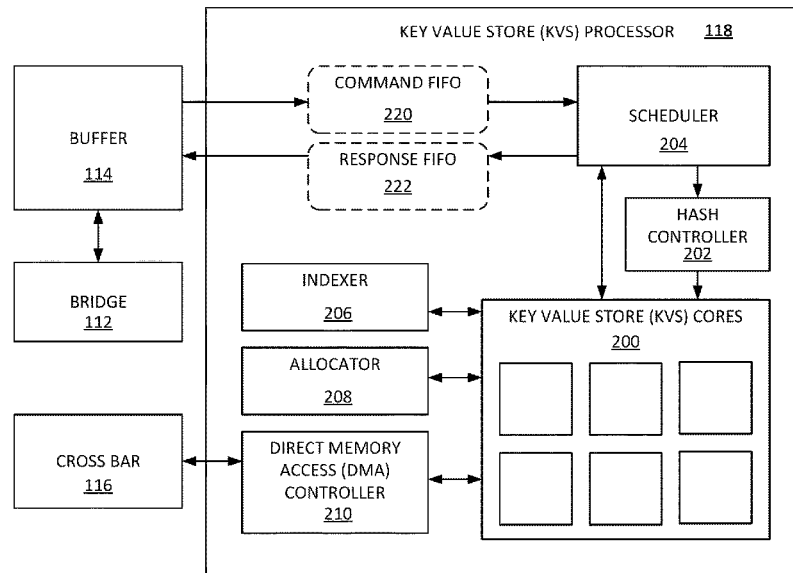 KEY VALUE STORE (KVS) PROCESSOR 118
COMMAND FIFO
220
SCHEDULER
204
BUFFER
114
RESPONSE FIFO
222
HASH
CONTROLLER
202
BRIDGE
112
INDEXER
206
KEY VALUE STORE (KVS) CORES
200
ALLOCATOR
208
CROSS BAR
116
DIRECT MEMORY
ACCESS (DMA)
CONTROLLER
210